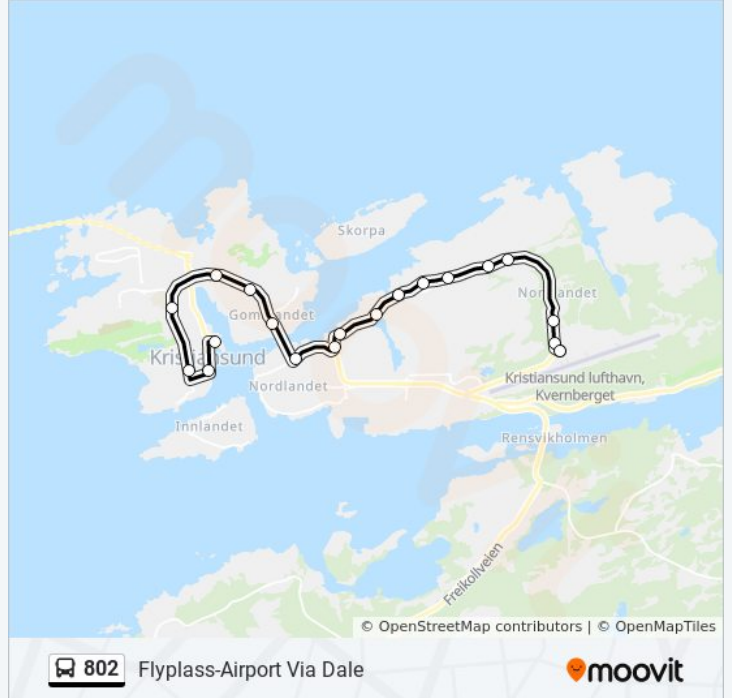 Skorpa
Nordlandet
Gomalandet
Kristiansund
Nordlandet
Kristiansund lufthavn,
Kvernberget
Innlandet
Rensvikholmen
Freikollveien
© OpenStreetMap contributors | © OpenMapTiles
802 Flyplass-Airport Via Dale
moovit